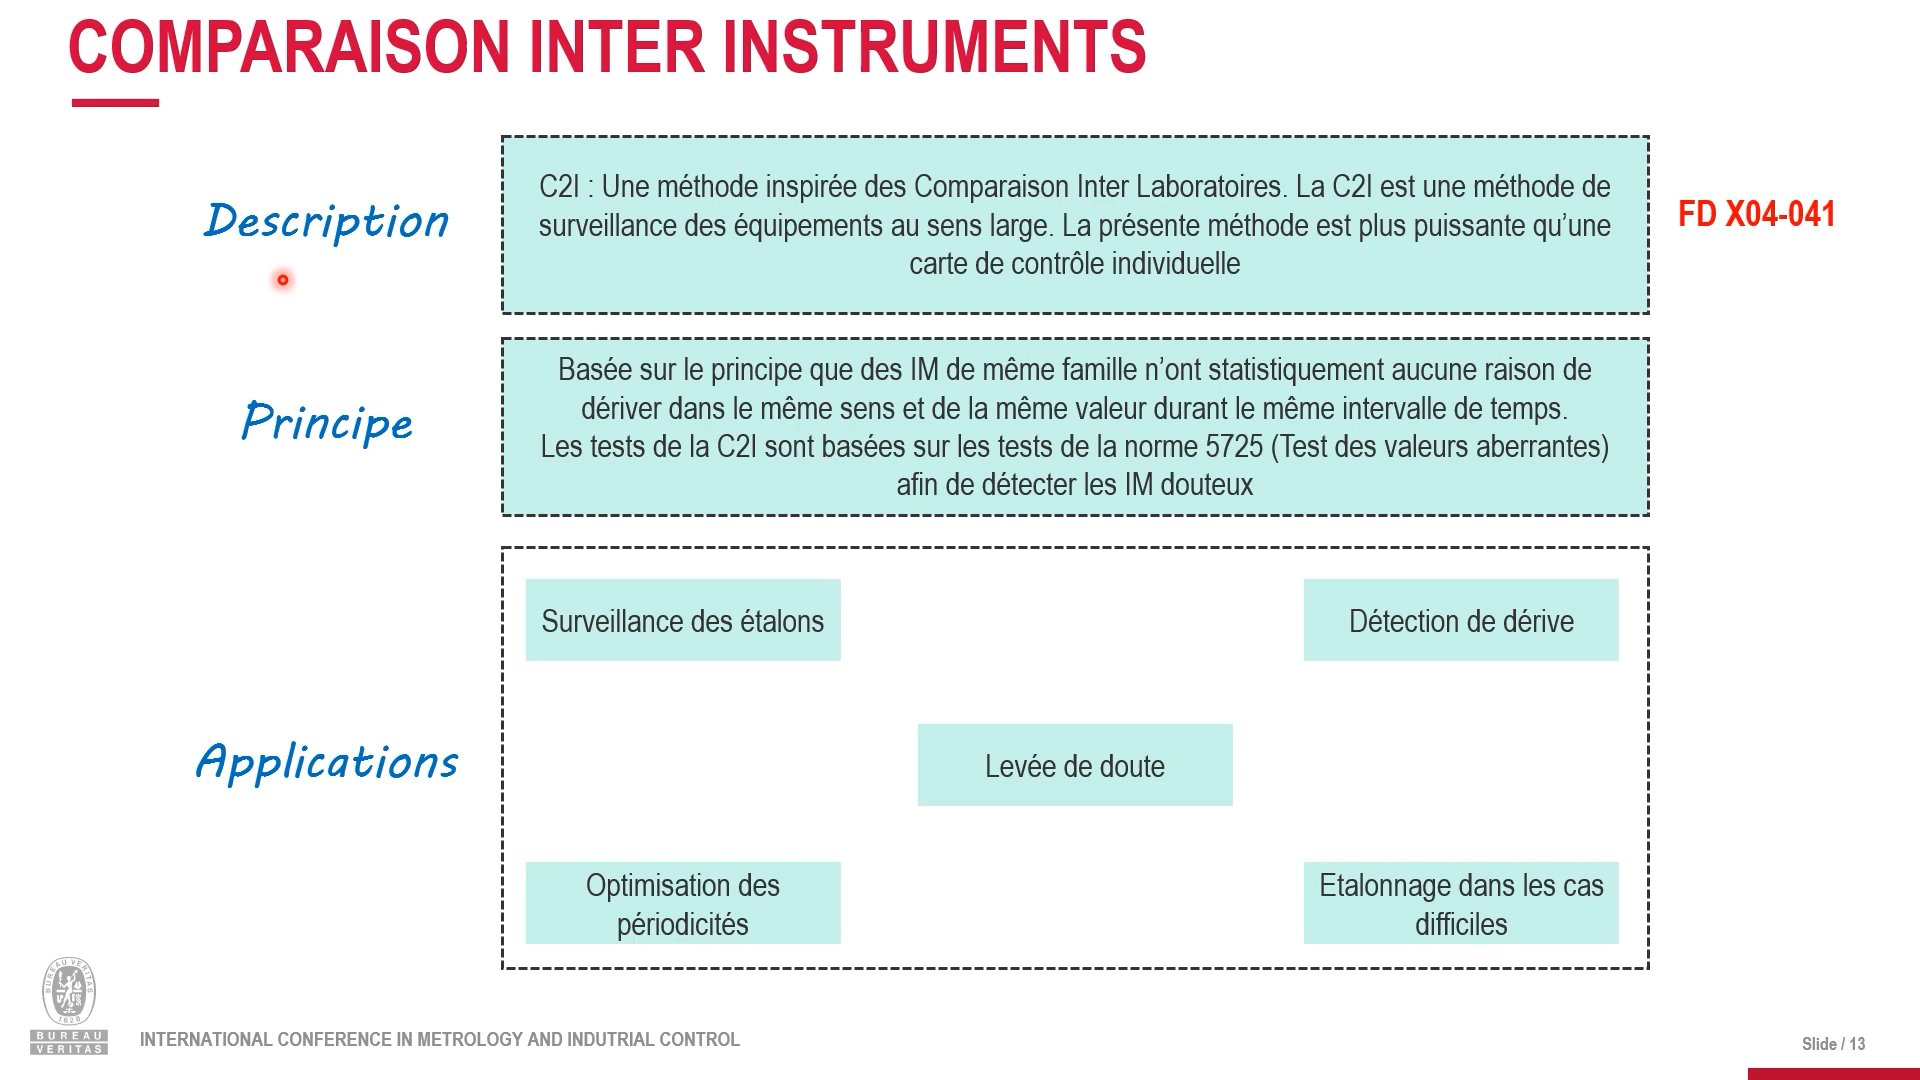 COMPARAISON INTER INSTRUMENTS
Description
C2I : Une méthode inspirée des Comparaison Inter Laboratoires. La C2I est une méthode de
surveillance des équipements au sens large. La présente méthode est plus puissante qu’une
carte de contrôle individuelle
FD X04-041
Principe
Basée sur le principe que des IM de même famille n’ont statistiquement aucune raison de
dériver dans le même sens et de la même valeur durant le même intervalle de temps.
Les tests de la C2I sont basées sur les tests de la norme 5725 (Test des valeurs aberrantes)
afin de détecter les IM douteux
Applications
Surveillance des étalons
Détection de dérive
Levée de doute
Optimisation des
périodicités
Etalonnage dans les cas
difficiles
BUREAU VERITAS
1828
BUREAU
VERITAS
INTERNATIONAL CONFERENCE IN METROLOGY AND INDUTRIAL CONTROL
Slide / 13